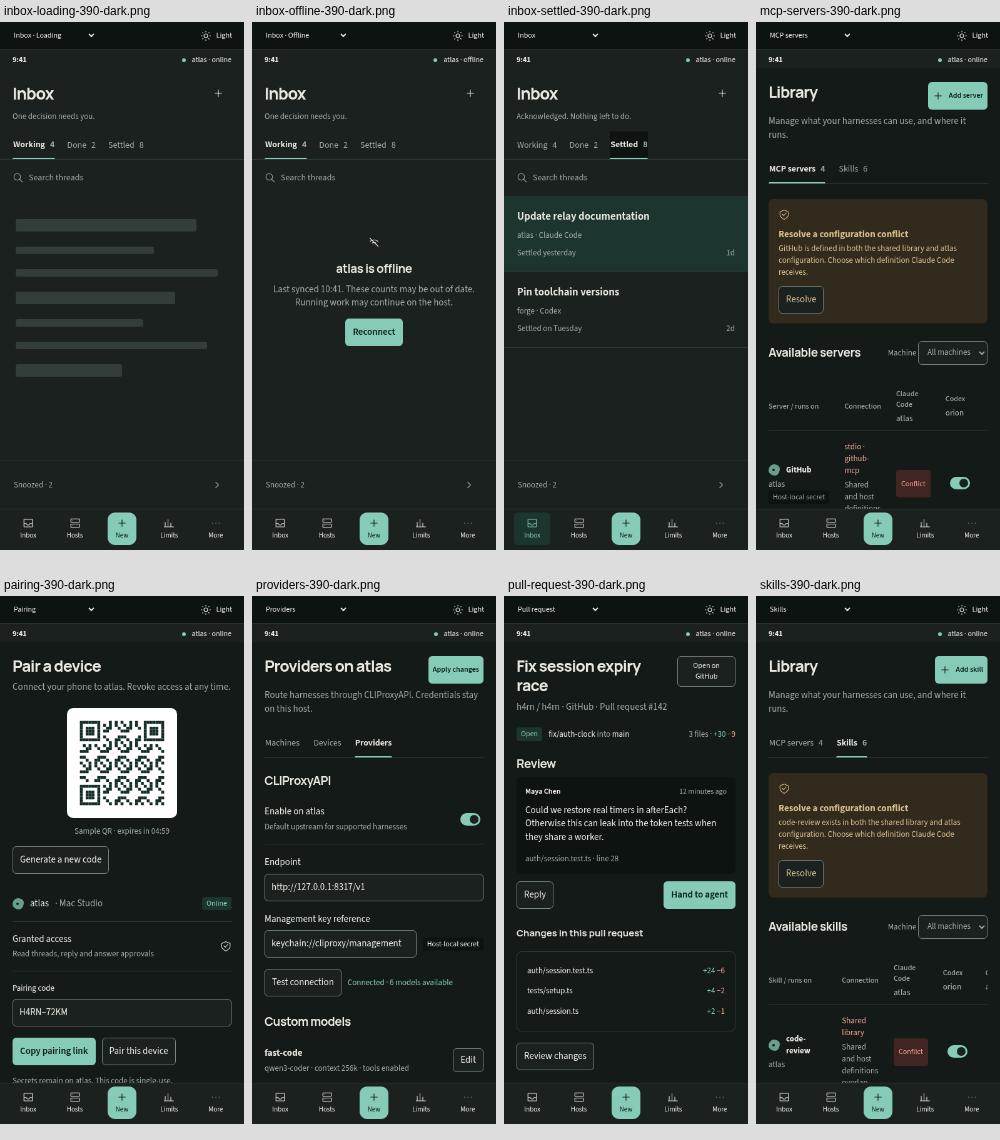 inbox-loading-390-dark.png
Inbox · Loading
Light
9:41
atlas · online
Inbox
One decision needs you.
Working 4 Done 2 Settled 8
Search threads
Snoozed · 2
Inbox Hosts New Limits More
inbox-offline-390-dark.png
Inbox · Offline
Light
9:41
atlas · offline
Inbox
One decision needs you.
Working 4 Done 2 Settled 8
Search threads
atlas is offline
Last synced 10:41. These counts may be out of date.
Running work may continue on the host.
Reconnect
Snoozed · 2
Inbox Hosts New Limits More
inbox-settled-390-dark.png
Inbox
Light
9:41
atlas · online
Inbox
Acknowledged. Nothing left to do.
Working 4 Done 2 Settled 8
Search threads
Update relay documentation
atlas · Claude Code
Settled yesterday 1d
Pin toolchain versions
forge · Codex
Settled on Tuesday 2d
Snoozed · 2
Inbox Hosts New Limits More
mcp-servers-390-dark.png
MCP servers
Light
9:41
atlas · online
Library
Add server
Manage what your harnesses can use, and where it
runs.
MCP servers 4 Skills 6
Resolve a configuration conflict
GitHub is defined in both the shared library and atlas
configuration. Choose which definition Claude Code
receives.
Resolve
Available servers
Machine All machines
Server / runs on
Connection
Claude
Code
atlas
Codex
orion
GitHub
atlas
Host-local secret
stdio ·
github-
mcp
Shared
and host
definitions
Conflict
Inbox Hosts New Limits More
pairing-390-dark.png
Pairing
Light
9:41
atlas · online
Pair a device
Connect your phone to atlas. Revoke access at any time.
Sample QR · expires in 04:59
Generate a new code
atlas · Mac Studio Online
Granted access
Read threads, reply and answer approvals
Pairing code
H4RN–72KM
Copy pairing link Pair this device
Secrets remain on atlas. This code is single-use.
Inbox Hosts New Limits More
providers-390-dark.png
Providers
Light
9:41
atlas · online
Providers on atlas
Apply changes
Route harnesses through CLIProxyAPI. Credentials stay
on this host.
Machines Devices Providers
CLIProxyAPI
Enable on atlas
Default upstream for supported harnesses
Endpoint
http://127.0.0.1:8317/v1
Management key reference
keychain://cliproxy/management Host-local secret
Test connection Connected · 6 models available
Custom models
fast-code
qwen3-coder · context 256k · tools enabled
Edit
Inbox Hosts New Limits More
pull-request-390-dark.png
Pull request
Light
9:41
atlas · online
Fix session expiry
race
Open on
GitHub
h4rn / h4rn · GitHub · Pull request #142
Open fix/auth-clock into main 3 files · +30 −9
Review
Maya Chen 12 minutes ago
Could we restore real timers in afterEach?
Otherwise this can leak into the token tests when
they share a worker.
auth/session.test.ts · line 28
Reply Hand to agent
Changes in this pull request
auth/session.test.ts +24 −6
tests/setup.ts +4 −2
auth/session.ts +2 −1
Review changes
Inbox Hosts New Limits More
skills-390-dark.png
Skills
Light
9:41
atlas · online
Library
Add skill
Manage what your harnesses can use, and where it
runs.
MCP servers 4 Skills 6
Resolve a configuration conflict
code-review exists in both the shared library and atlas
configuration. Choose which definition Claude Code
receives.
Resolve
Available skills
Machine All machines
Skill / runs on
Connection
Claude
Code
atlas
Codex
orion
code-
review
atlas
Shared
library
Shared
and host
definitions
overlap
Conflict
Inbox Hosts New Limits More